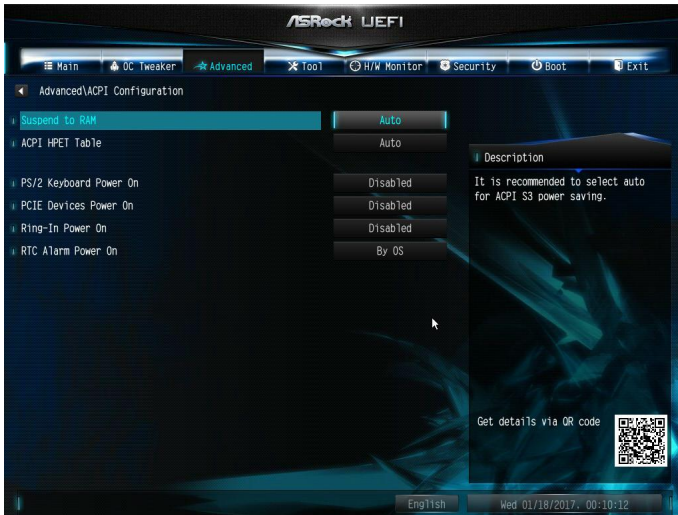 ASRock UEFI
Main OC Tweaker Advanced Tool H/W Monitor Security Boot Exit
Advanced\ACPI Configuration
Suspend to RAM Auto
ACPI HPET Table Auto
Description
It is recommended to select auto
for ACPI S3 power saving.
PS/2 Keyboard Power On Disabled
PCIE Devices Power On Disabled
Ring-In Power On Disabled
RTC Alarm Power On By OS
Get details via QR code
English Wed 01/18/2017. 00:10:12